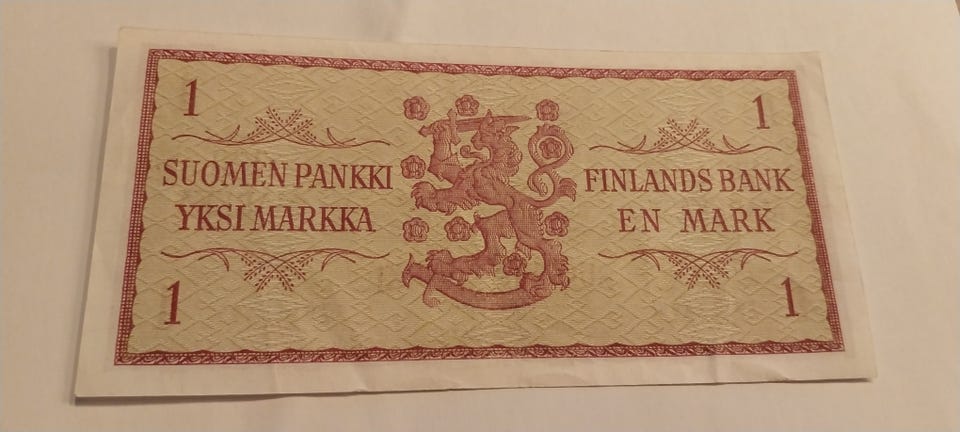 1 1
SUOMEN PANKKI
YKSI MARKKA
FINLANDS BANK
EN MARK
1 1